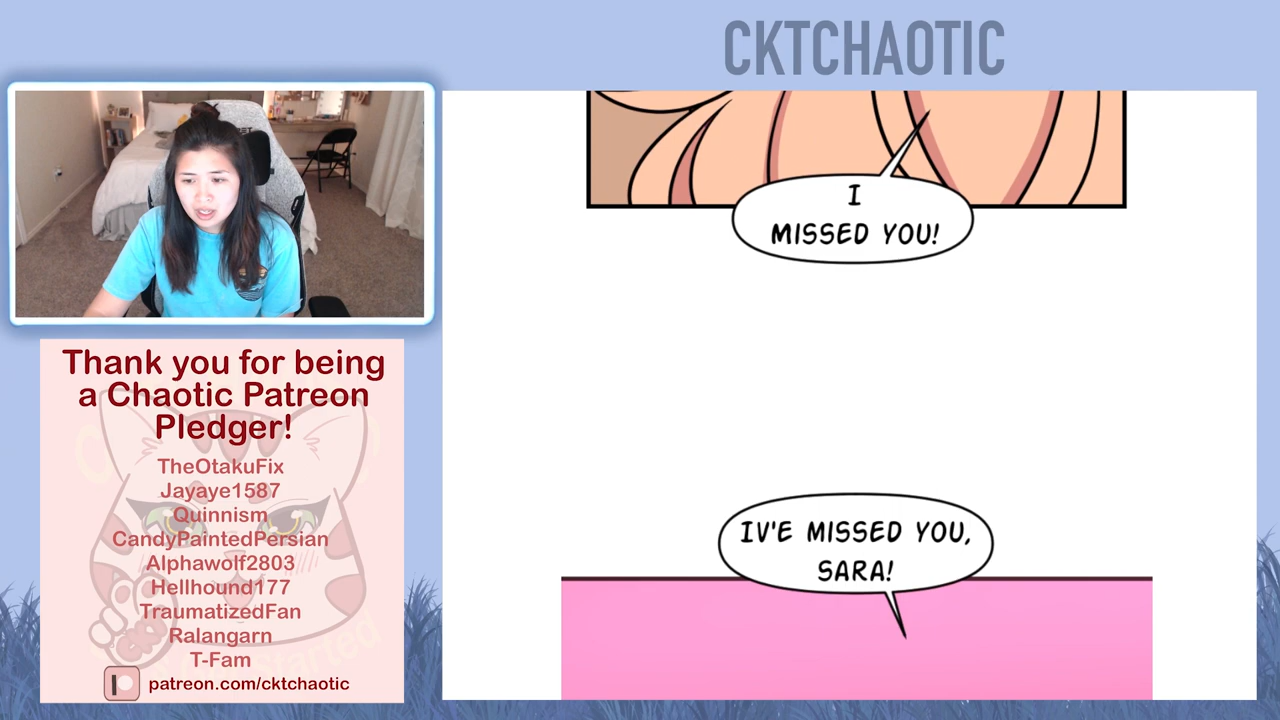 CKTCHAOTIC
I
MISSED YOU!
IV'E MISSED YOU,
SARA!
Thank you for being
a Chaotic Patreon
Pledger!
TheOtakuFix
Jayaye1587
Quinnism
CandyPaintedPersian
Alphawolf2803
Hellhound177
TraumatizedFan
Ralangarn
T-Fam
patreon.com/cktchaotic